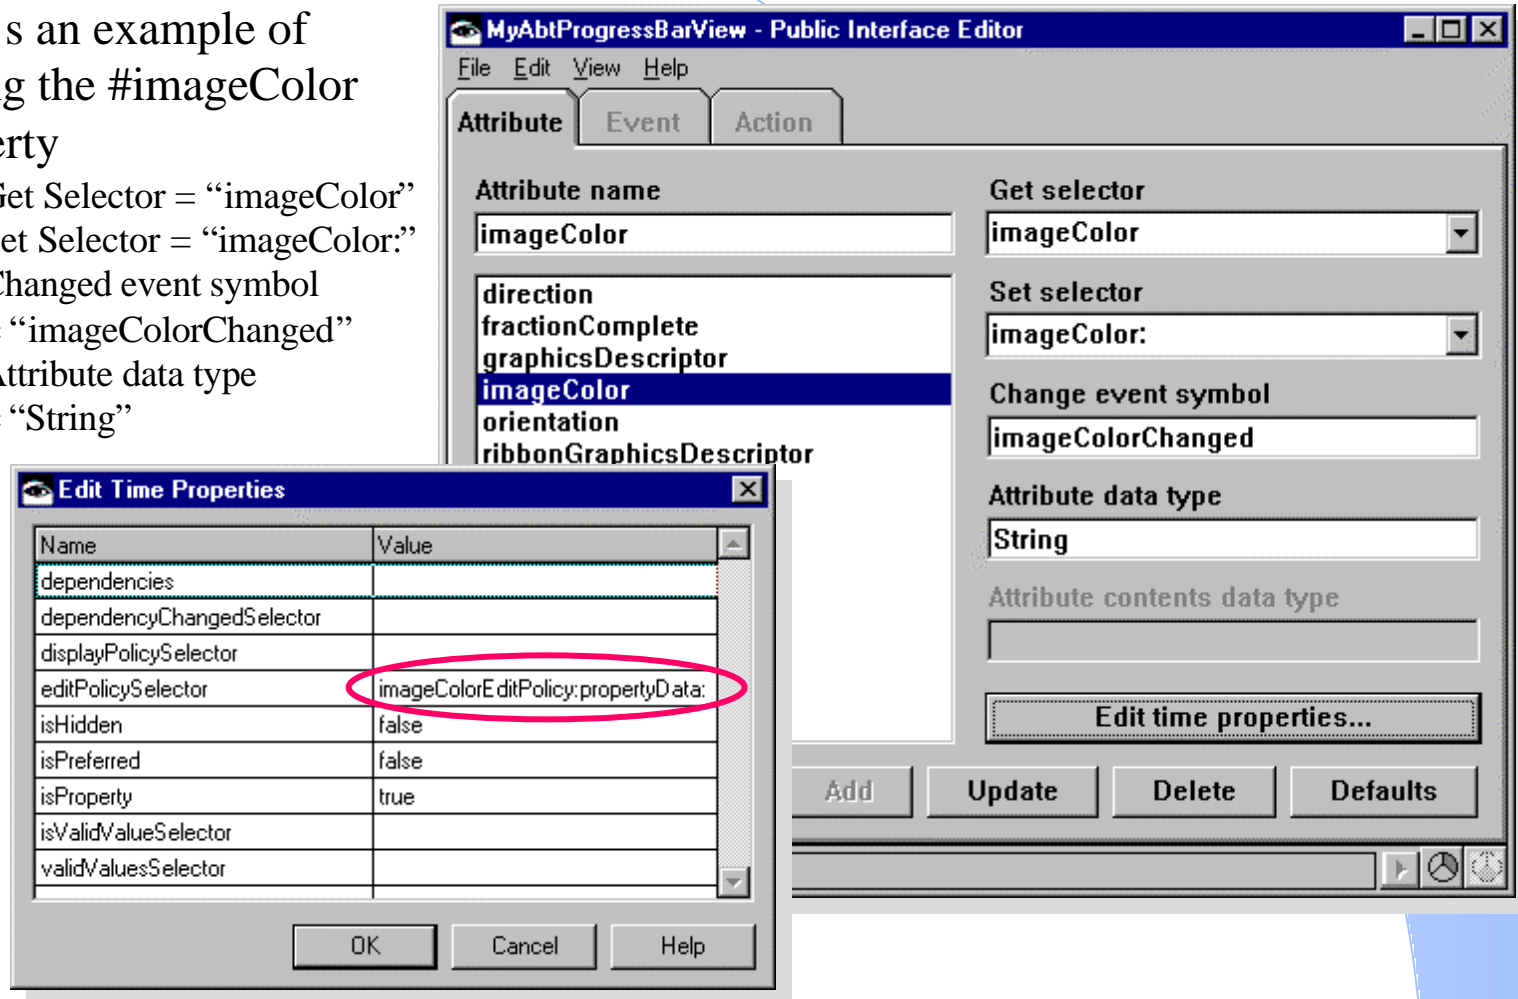 s an example of
g the #imageColor
erty
Get Selector = “imageColor”
et Selector = “imageColor:”
Changed event symbol
= “imageColorChanged”
Attribute data type
= “String”
MyAbtProgressBarView - Public Interface Editor
File Edit View Help
Attribute Event Action
Attribute name
imageColor
direction
fractionComplete
graphicsDescriptor
imageColor
orientation
ribbonGraphicsDescriptor
Get selector
imageColor
Set selector
imageColor:
Change event symbol
imageColorChanged
Attribute data type
String
Attribute contents data type
Edit time properties...
Add Update Delete Defaults
Edit Time Properties
Name Value
dependencies
dependencyChangedSelector
displayPolicySelector
editPolicySelector imageColorEditPolicy:propertyData:
isHidden false
isPreferred false
isProperty true
isValidValueSelector
validValuesSelector
OK Cancel Help